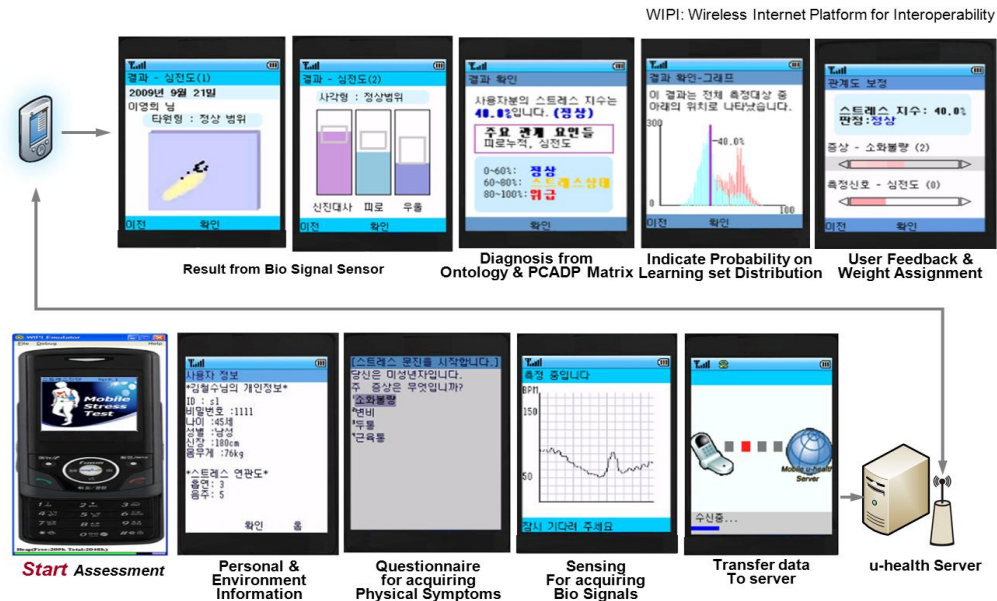 WIPI: Wireless Internet Platform for Interoperability
결과 - 심전도(1)
2009년 9월 21일
이영희 님
타원형 : 정상 범위
이전 확인
결과 - 심전도(2)
사각형 : 정상범위
신진대사 피로 우울
이전 확인
Result from Bio Signal Sensor
결과 확인
사용자분의 스트레스 지수는
40.0%입니다. (정상)
주요 관계 요인들
피로누적, 심전도
0~60%: 정상
60~80%: 스트레스상태
80~100%: 위급
이전 확인
Diagnosis from
Ontology & PCADP Matrix
결과 확인-그래프
이 결과는 전체 측정대상 중
아래의 위치로 나타났습니다.
300
40.0%
0
100
이전 확인
Indicate Probability on
Learning set Distribution
관계도 보정
스트레스 지수: 40.0%
판정:정상
증상 - 소화불량 (2)
측정신호 - 심전도 (0)
이전 확인
User Feedback &
Weight Assignment
WIPI Emulator
File Debug Help
Mobile
Stress
Test
Heap(Free:209k Total:2048k)
Start Assessment
사용자 정보
*김철수님의 개인정보*
ID : s1
비밀번호 :1111
나이 :45세
성별 :남성
신장 :180cm
몸무게 :76kg
*스트레스 연관도*
흡연: 3
음주: 5
확인 홈
Personal &
Environment
Information
[스트레스 문진을 시작합니다.]
당신은 미성년자입니다.
주 증상은 무엇입니까?
소화불량
변비
두통
근육통
Questionnaire
for acquiring
Physical Symptoms
측정 중입니다
BPM
150
50
잠시 기다려 주세요
Sensing
For acquiring
Bio Signals
Mobile u-health
Server
수신중...
Transfer data
To server
u-health Server